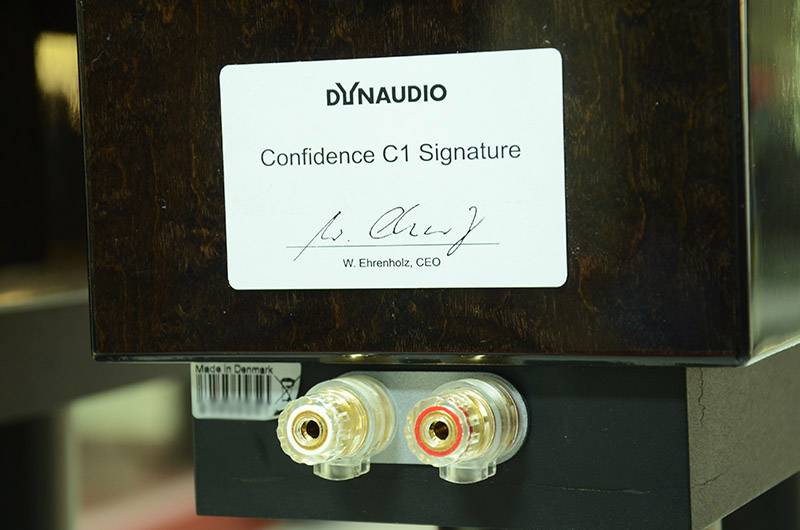 DYNAUDIO
Confidence C1 Signature
W. Ehrenholz, CEO
Made in Denmark